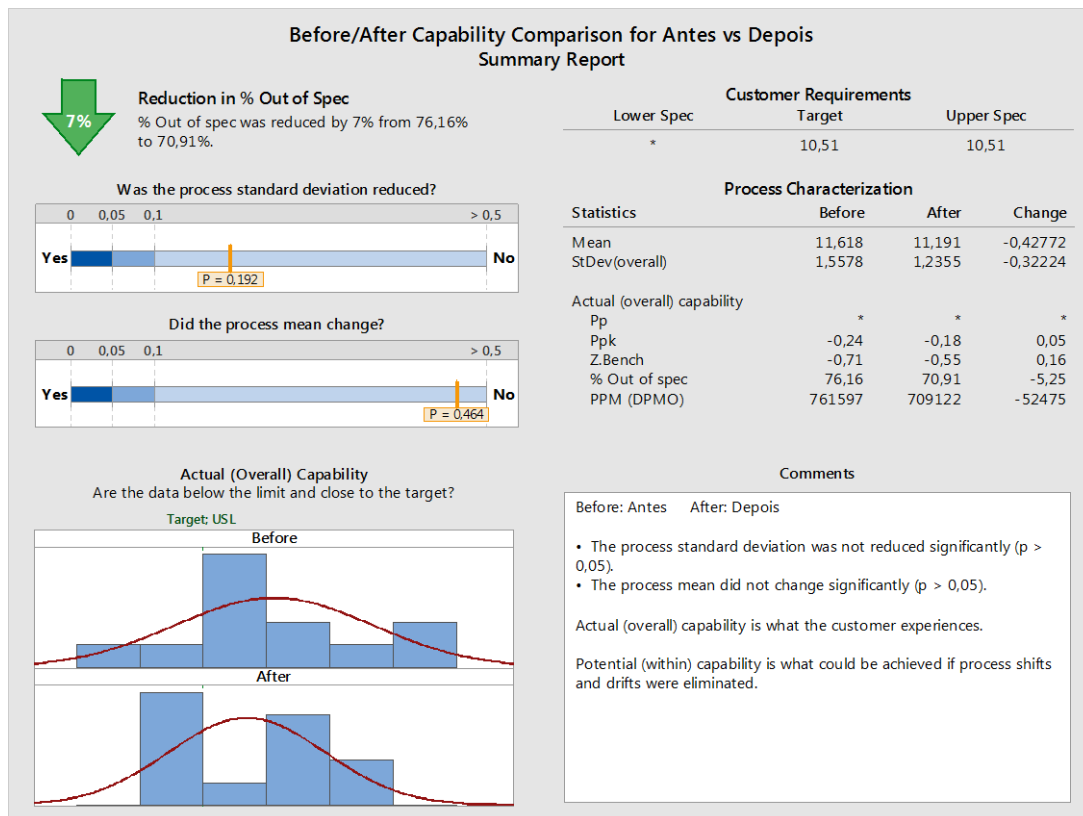 Before/After Capability Comparison for Antes vs Depois
Summary Report
7%
Reduction in % Out of Spec
% Out of spec was reduced by 7% from 76,16%
to 70,91%.
Customer Requirements
Lower Spec Target Upper Spec
* 10,51 10,51
Was the process standard deviation reduced?
0 0,05 0,1 > 0,5
Yes No
P = 0,192
Did the process mean change?
0 0,05 0,1 > 0,5
Yes No
P = 0,464
Process Characterization
Statistics Before After Change
Mean 11,618 11,191 -0,42772
StDev(overall) 1,5578 1,2355 -0,32224
Actual (overall) capability
Pp * * *
Ppk -0,24 -0,18 0,05
Z.Bench -0,71 -0,55 0,16
% Out of spec 76,16 70,91 -5,25
PPM (DPMO) 761597 709122 -52475
Actual (Overall) Capability
Are the data below the limit and close to the target?
Target; USL
Before
After
Comments
Before: Antes After: Depois
• The process standard deviation was not reduced significantly (p >
0,05).
• The process mean did not change significantly (p > 0,05).
Actual (overall) capability is what the customer experiences.
Potential (within) capability is what could be achieved if process shifts
and drifts were eliminated.